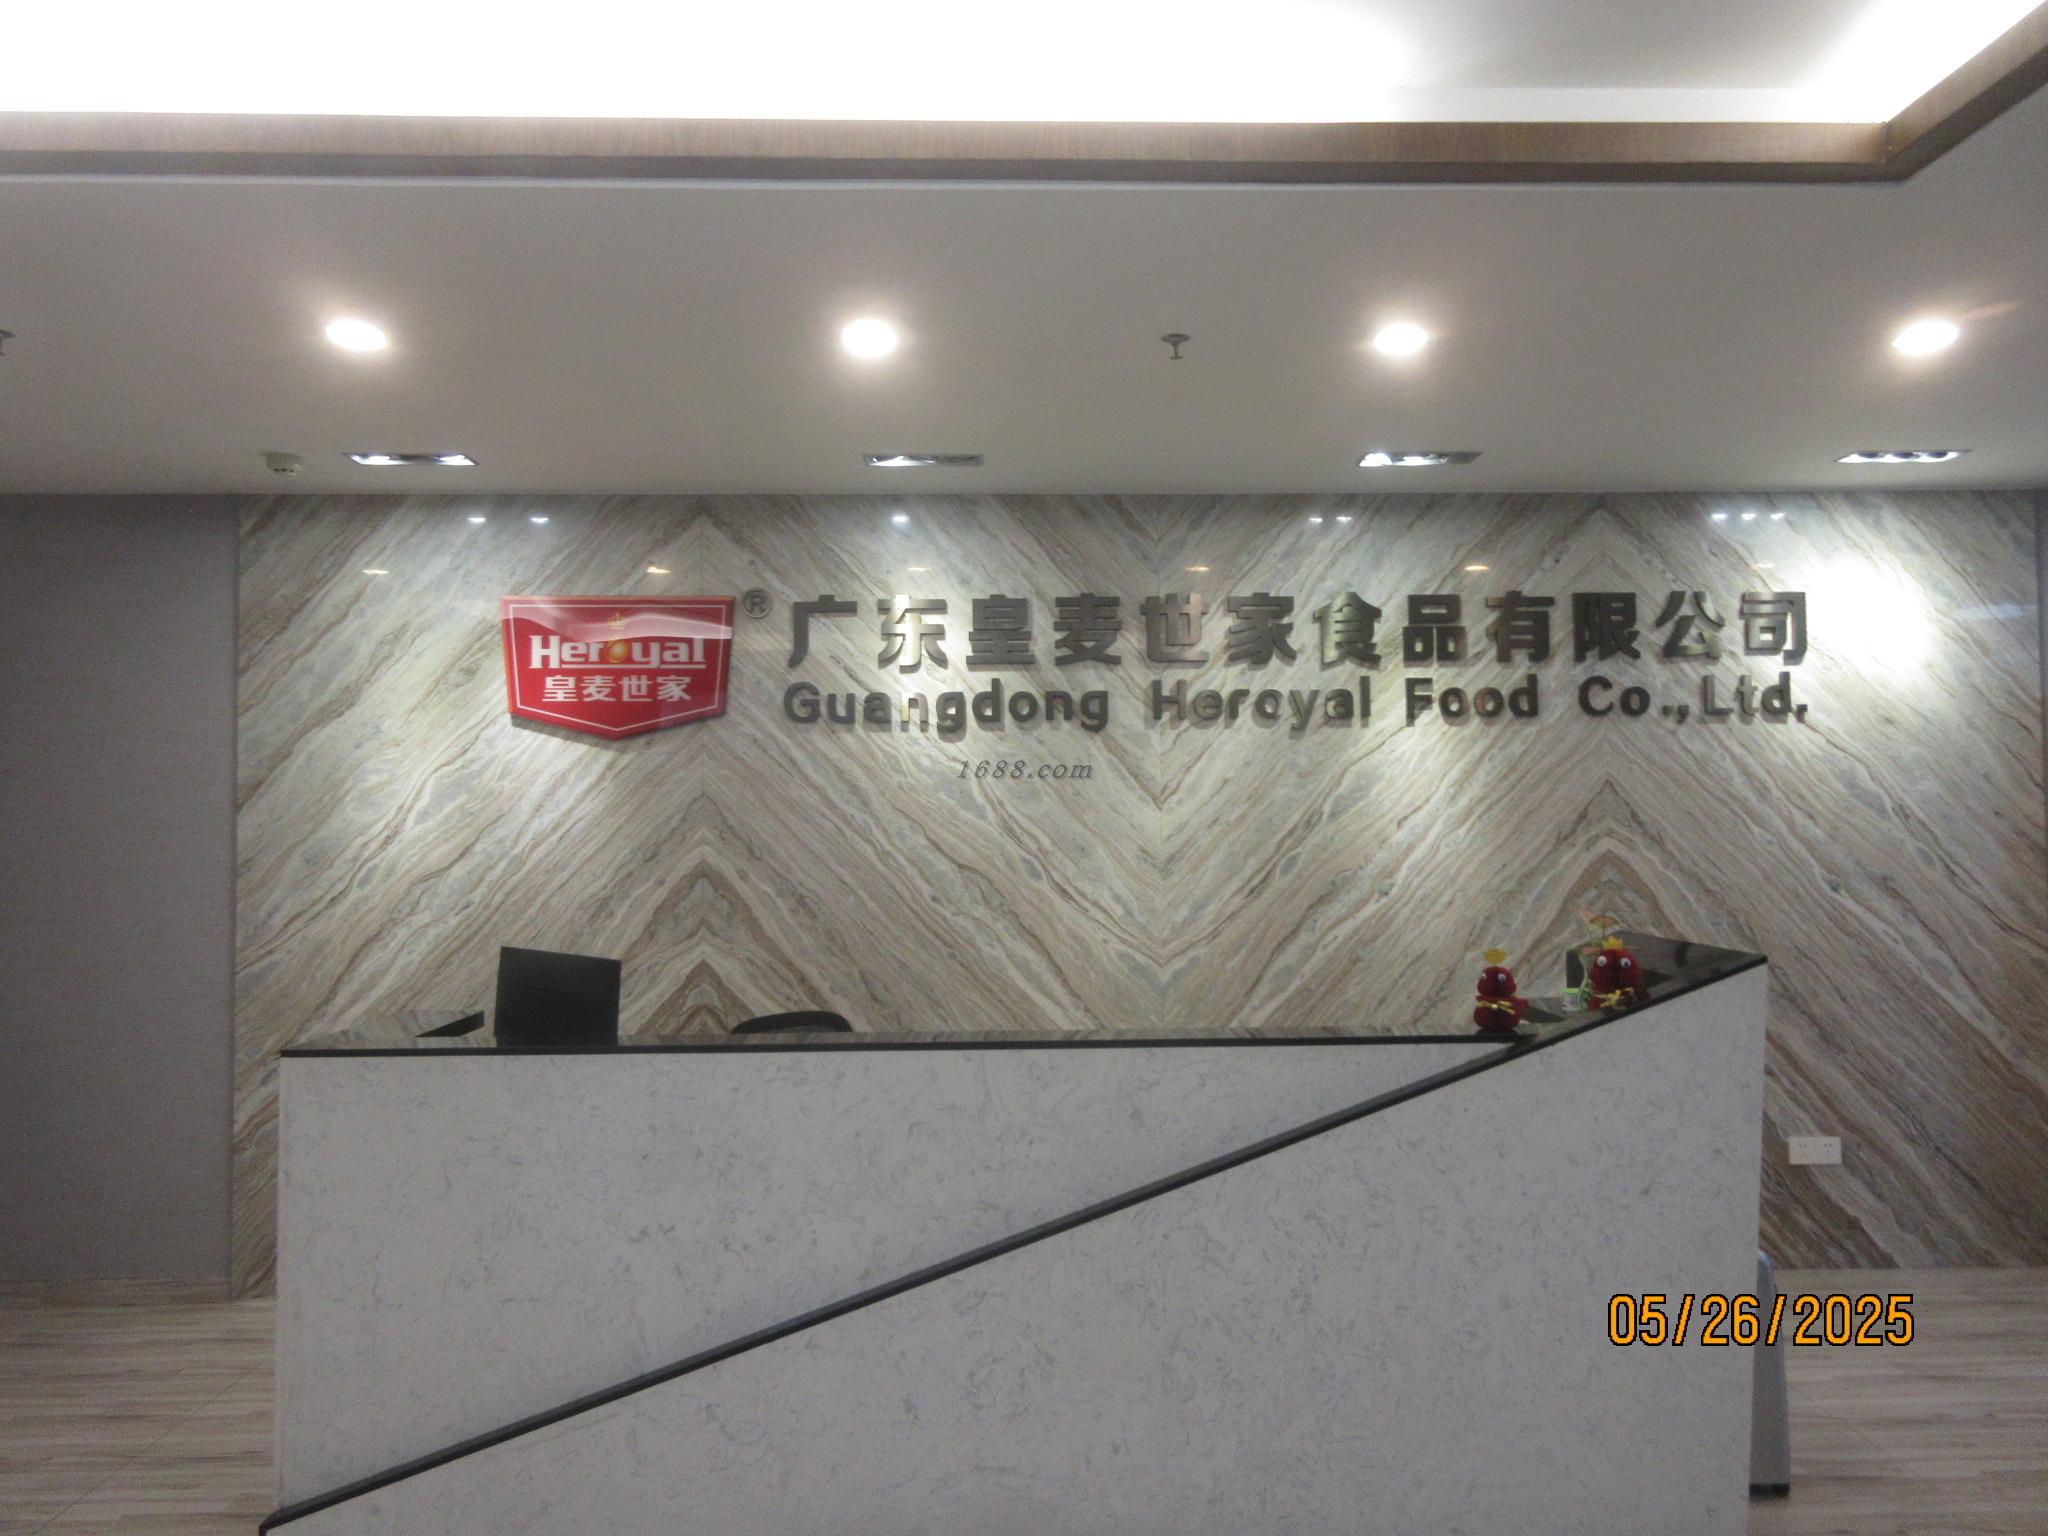 Heroyal
皇麦世家
®
广东皇麦世家食品有限公司
Guangdong Heroyal Food Co.,Ltd.
1688.com
05/26/2025